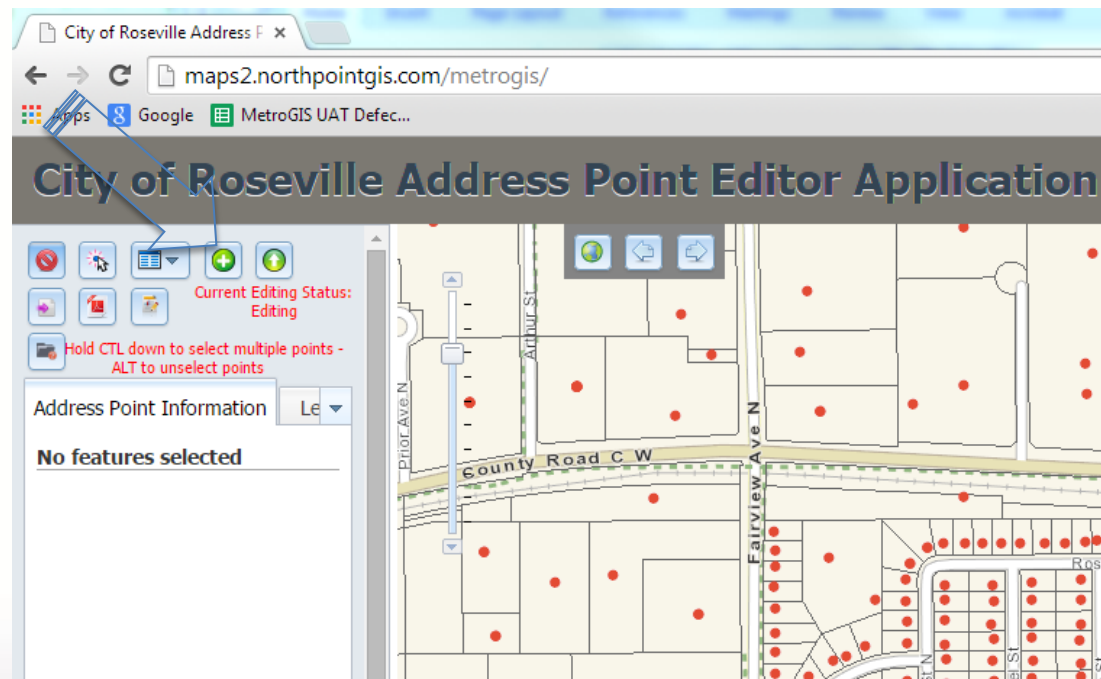 City of Roseville Address P
maps2.northpointgis.com/metrogis/
Apps Google MetroGIS UAT Defec...
City of Roseville Address Point Editor Application
Current Editing Status:
Editing
Hold CTL down to select multiple points -
ALT to unselect points
Address Point Information Le
No features selected
Arthur St
Prior Ave N
County Road C W
Fairview Ave N
Ros